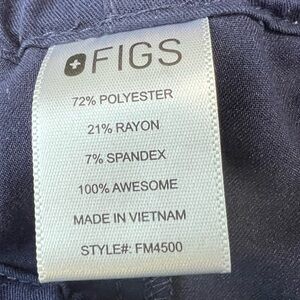 FIGS
72% POLYESTER
21% RAYON
7% SPANDEX
100% AWESOME
MADE IN VIETNAM
STYLE#: FM4500